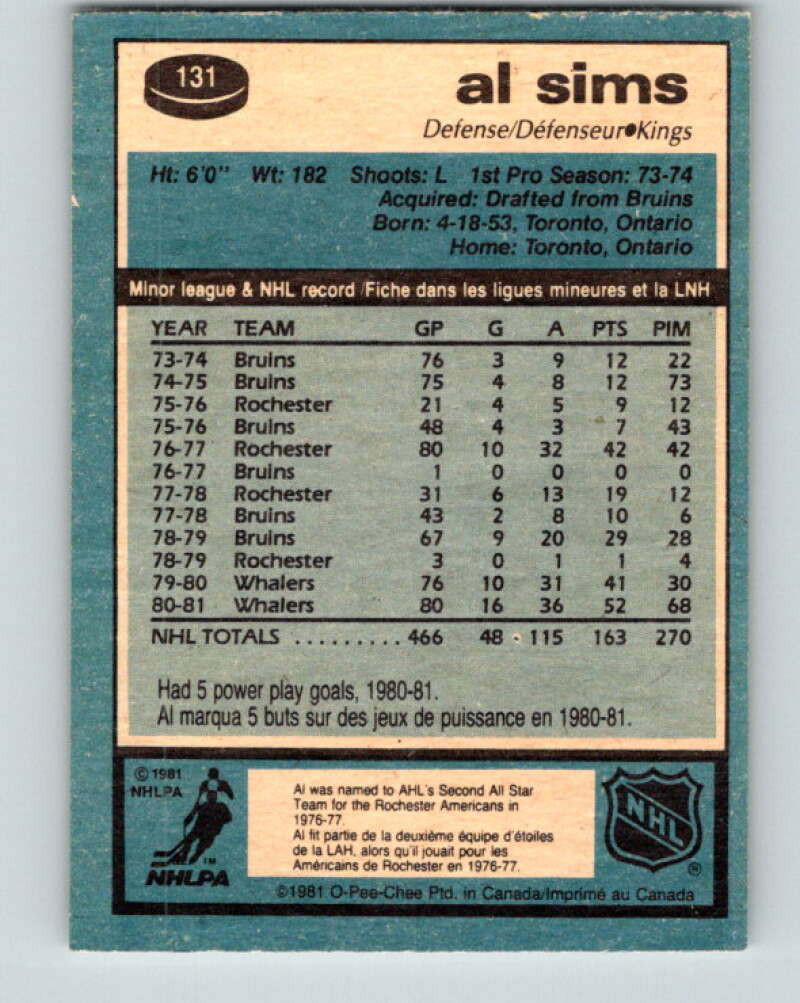 131
al sims
Defense/Défenseur•Kings
Ht: 6'0" Wt: 182 Shoots: L 1st Pro Season: 73-74
Acquired: Drafted from Bruins
Born: 4-18-53, Toronto, Ontario
Home: Toronto, Ontario
Minor league & NHL record /Fiche dans les ligues mineures et la LNH
YEAR TEAM GP G A PTS PIM
73-74 Bruins 76 3 9 12 22
74-75 Bruins 75 4 8 12 73
75-76 Rochester 21 4 5 9 12
75-76 Bruins 48 4 3 7 43
76-77 Rochester 80 10 32 42 42
76-77 Bruins 1 0 0 0 0
77-78 Rochester 31 6 13 19 12
77-78 Bruins 43 2 8 10 6
78-79 Bruins 67 9 20 29 28
78-79 Rochester 3 0 1 1 4
79-80 Whalers 76 10 31 41 30
80-81 Whalers 80 16 36 52 68
NHL TOTALS ......... 466 48 115 163 270
Had 5 power play goals, 1980-81.
Al marqua 5 buts sur des jeux de puissance en 1980-81.
© 1981
NHLPA
Al was named to AHL's Second All Star
Team for the Rochester Americans in
1976-77.
Al fit partie de la deuxième équipe d'étoiles
de la LAH, alors qu'il jouait pour les
Américains de Rochester en 1976-77.
TM
NHLPA
NHL
®
©1981 O-Pee-Chee Ptd. in Canada/Imprimé au Canada